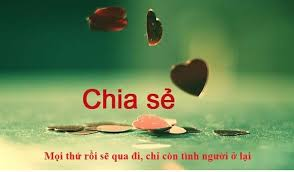 Chia sẻ
Mọi thứ rồi sẽ qua đi, chỉ còn tình người ở lại